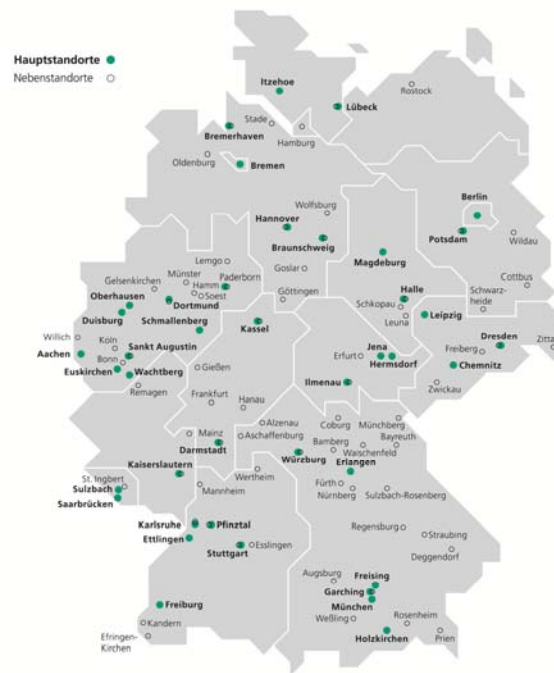 Hauptstandorte
Nebenstandorte
Itzehoe
Lübeck
Rostock
Stade
Bremerhaven
Hamburg
Oldenburg
Bremen
Wolfsburg
Hannover
Braunschweig
Berlin
Potsdam
Wildau
Magdeburg
Lemgo
Goslar
Cottbus
Münster
Paderborn
Gelsenkirchen
Hamm
Soest
Göttingen
Halle
Schwarz-
heide
Oberhausen
Dortmund
Schkopau
Leipzig
Duisburg
Schmallenberg
Kassel
Leuna
Willich
Köln
Sankt Augustin
Jena
Dresden
Aachen
Bonn
Erfurt
Freiberg
Zitta
Euskirchen
Wachtberg
Gießen
Hermsdorf
Chemnitz
Remagen
Ilmenau
Zwickau
Frankfurt
Hanau
Alzenau
Coburg
Münchberg
Mainz
Aschaffenburg
Bamberg
Bayreuth
Darmstadt
Würzburg
Waischenfeld
Kaiserslautern
Wertheim
Erlangen
St. Ingbert
Mannheim
Fürth
Sulzbach
Nürnberg
Sulzbach-Rosenberg
Saarbrücken
Karlsruhe
Pfinztal
Regensburg
Straubing
Ettlingen
Stuttgart
Esslingen
Deggendorf
Augsburg
Freising
Garching
Freiburg
München
Kandern
Weßling
Rosenheim
Efringen-
Kirchen
Holzkirchen
Prien